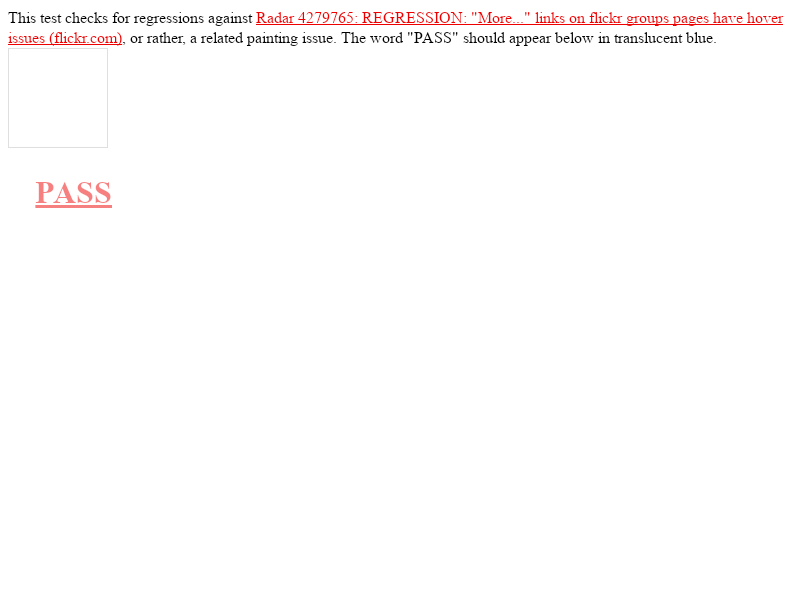 This test checks for regressions against Radar 4279765: REGRESSION: "More..." links on flickr groups pages have hover
issues (flickr.com), or rather, a related painting issue. The word "PASS" should appear below in translucent blue.
PASS